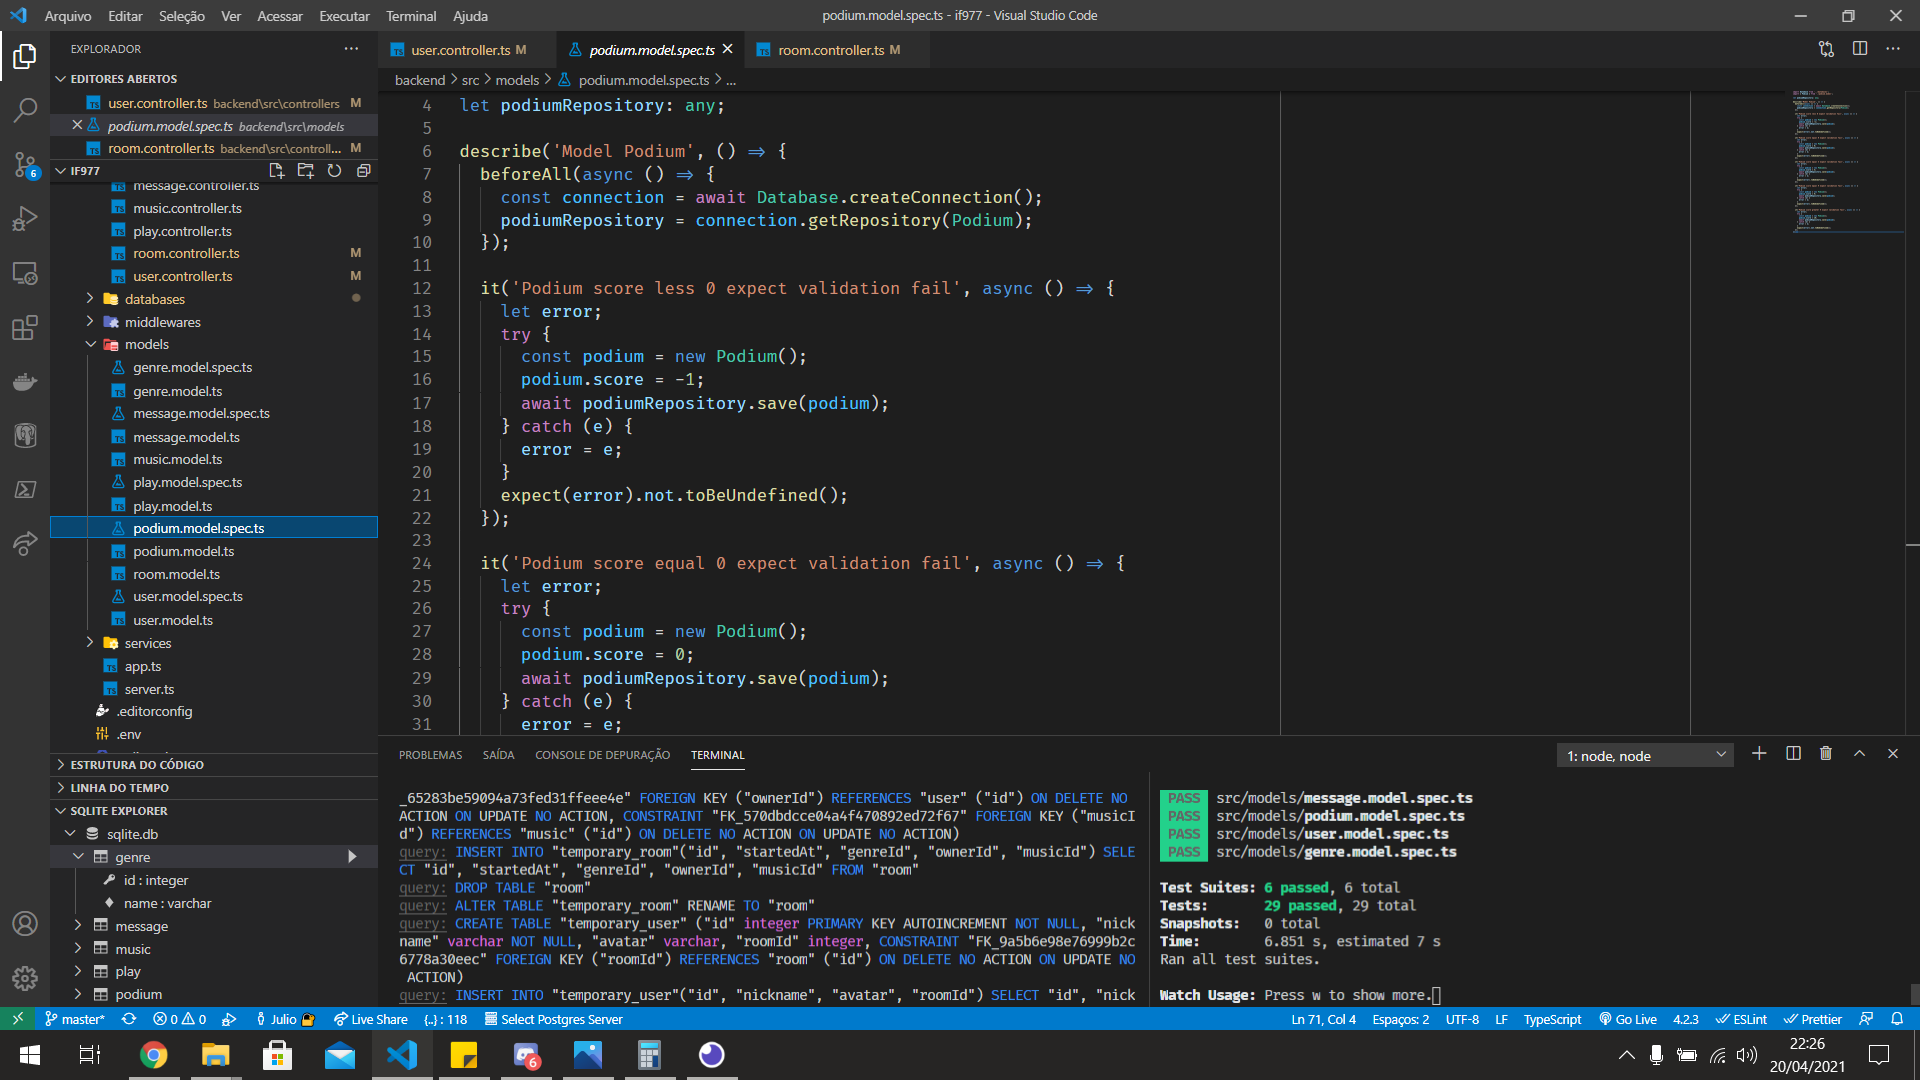 Arquivo Editar Seleção Ver Acessar Executar Terminal Ajuda
podium.model.spec.ts - if977 - Visual Studio Code
EXPLORADOR
EDITORES ABERTOS
user.controller.ts backend\src\controllers M
podium.model.spec.ts backend\src\models
room.controller.ts backend\src\control... M
IF977
message.controller.ts
music.controller.ts
play.controller.ts
room.controller.ts M
user.controller.ts M
databases
middlewares
models
genre.model.spec.ts
genre.model.ts
message.model.spec.ts
message.model.ts
music.model.ts
play.model.spec.ts
play.model.ts
podium.model.spec.ts
podium.model.ts
room.model.ts
user.model.spec.ts
user.model.ts
services
app.ts
server.ts
.editorconfig
.env
ESTRUTURA DO CÓDIGO
LINHA DO TEMPO
SQLITE EXPLORER
sqlite.db
genre
id : integer
name : varchar
message
music
play
podium
6
user.controller.ts M
podium.model.spec.ts
room.controller.ts M
backend > src > models > podium.model.spec.ts > ...
4 let podiumRepository: any;
5
6 describe('Model Podium', () => {
7 beforeAll(async () => {
8 const connection = await Database.createConnection();
9 podiumRepository = connection.getRepository(Podium);
10 });
11
12 it('Podium score less 0 expect validation fail', async () => {
13 let error;
14 try {
15 const podium = new Podium();
16 podium.score = -1;
17 await podiumRepository.save(podium);
18 } catch (e) {
19 error = e;
20 }
21 expect(error).not.toBeUndefined();
22 });
23
24 it('Podium score equal 0 expect validation fail', async () => {
25 let error;
26 try {
27 const podium = new Podium();
28 podium.score = 0;
29 await podiumRepository.save(podium);
30 } catch (e) {
31 error = e;
PROBLEMAS SAÍDA CONSOLE DE DEPURAÇÃO TERMINAL
1: node, node
_65283be59094a73fed31ffeee4e" FOREIGN KEY ("ownerId") REFERENCES "user" ("id") ON DELETE NO
ACTION ON UPDATE NO ACTION, CONSTRAINT "FK_570dbdcce04a4f470892ed72f67" FOREIGN KEY ("musicI
d") REFERENCES "music" ("id") ON DELETE NO ACTION ON UPDATE NO ACTION)
query: INSERT INTO "temporary_room"("id", "startedAt", "genreId", "ownerId", "musicId") SELE
CT "id", "startedAt", "genreId", "ownerId", "musicId" FROM "room"
query: DROP TABLE "room"
query: ALTER TABLE "temporary_room" RENAME TO "room"
query: CREATE TABLE "temporary_user" ("id" integer PRIMARY KEY AUTOINCREMENT NOT NULL, "nick
name" varchar NOT NULL, "avatar" varchar, "roomId" integer, CONSTRAINT "FK_9a5b6e98e76999b2c
6778a30eec" FOREIGN KEY ("roomId") REFERENCES "room" ("id") ON DELETE NO ACTION ON UPDATE NO
ACTION)
query: INSERT INTO "temporary_user"("id", "nickname", "avatar", "roomId") SELECT "id", "nick
PASS src/models/message.model.spec.ts
PASS src/models/podium.model.spec.ts
PASS src/models/user.model.spec.ts
PASS src/models/genre.model.spec.ts
Test Suites: 6 passed, 6 total
Tests: 29 passed, 29 total
Snapshots: 0 total
Time: 6.851 s, estimated 7 s
Ran all test suites.
Watch Usage: Press w to show more.
master* 0 0 Julio Live Share {..} : 118 Select Postgres Server
Ln 71, Col 4 Espaços: 2 UTF-8 LF TypeScript Go Live 4.2.3 ESLint Prettier
6
22:26
20/04/2021